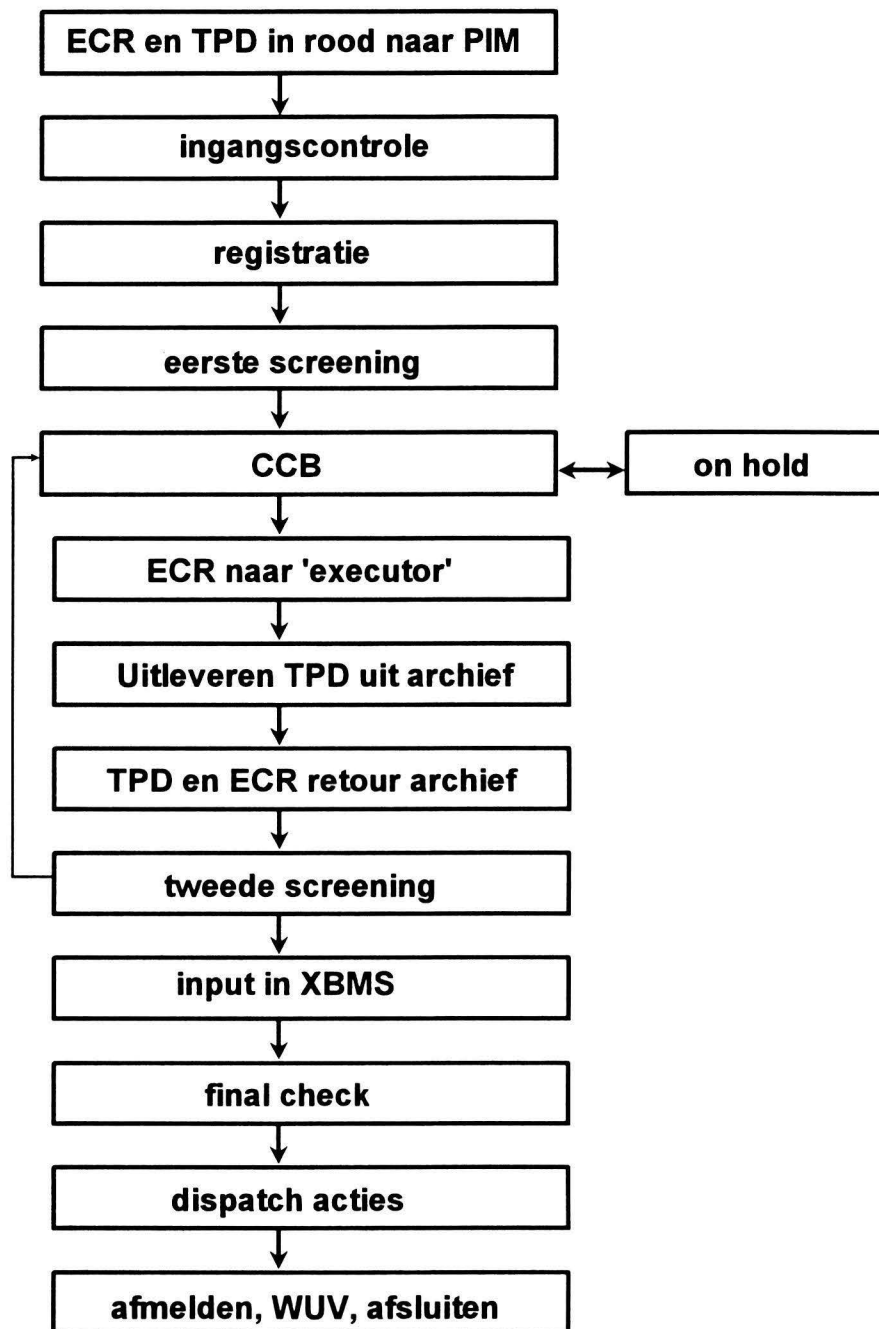 ECR en TPD in rood naar PIM
ingangscontrole
registratie
eerste screening
CCB
on hold
ECR naar 'executor'
Uitleveren TPD uit archief
TPD en ECR retour archief
tweede screening
input in XBMS
final check
dispatch acties
afmelden, WUV, afsluiten